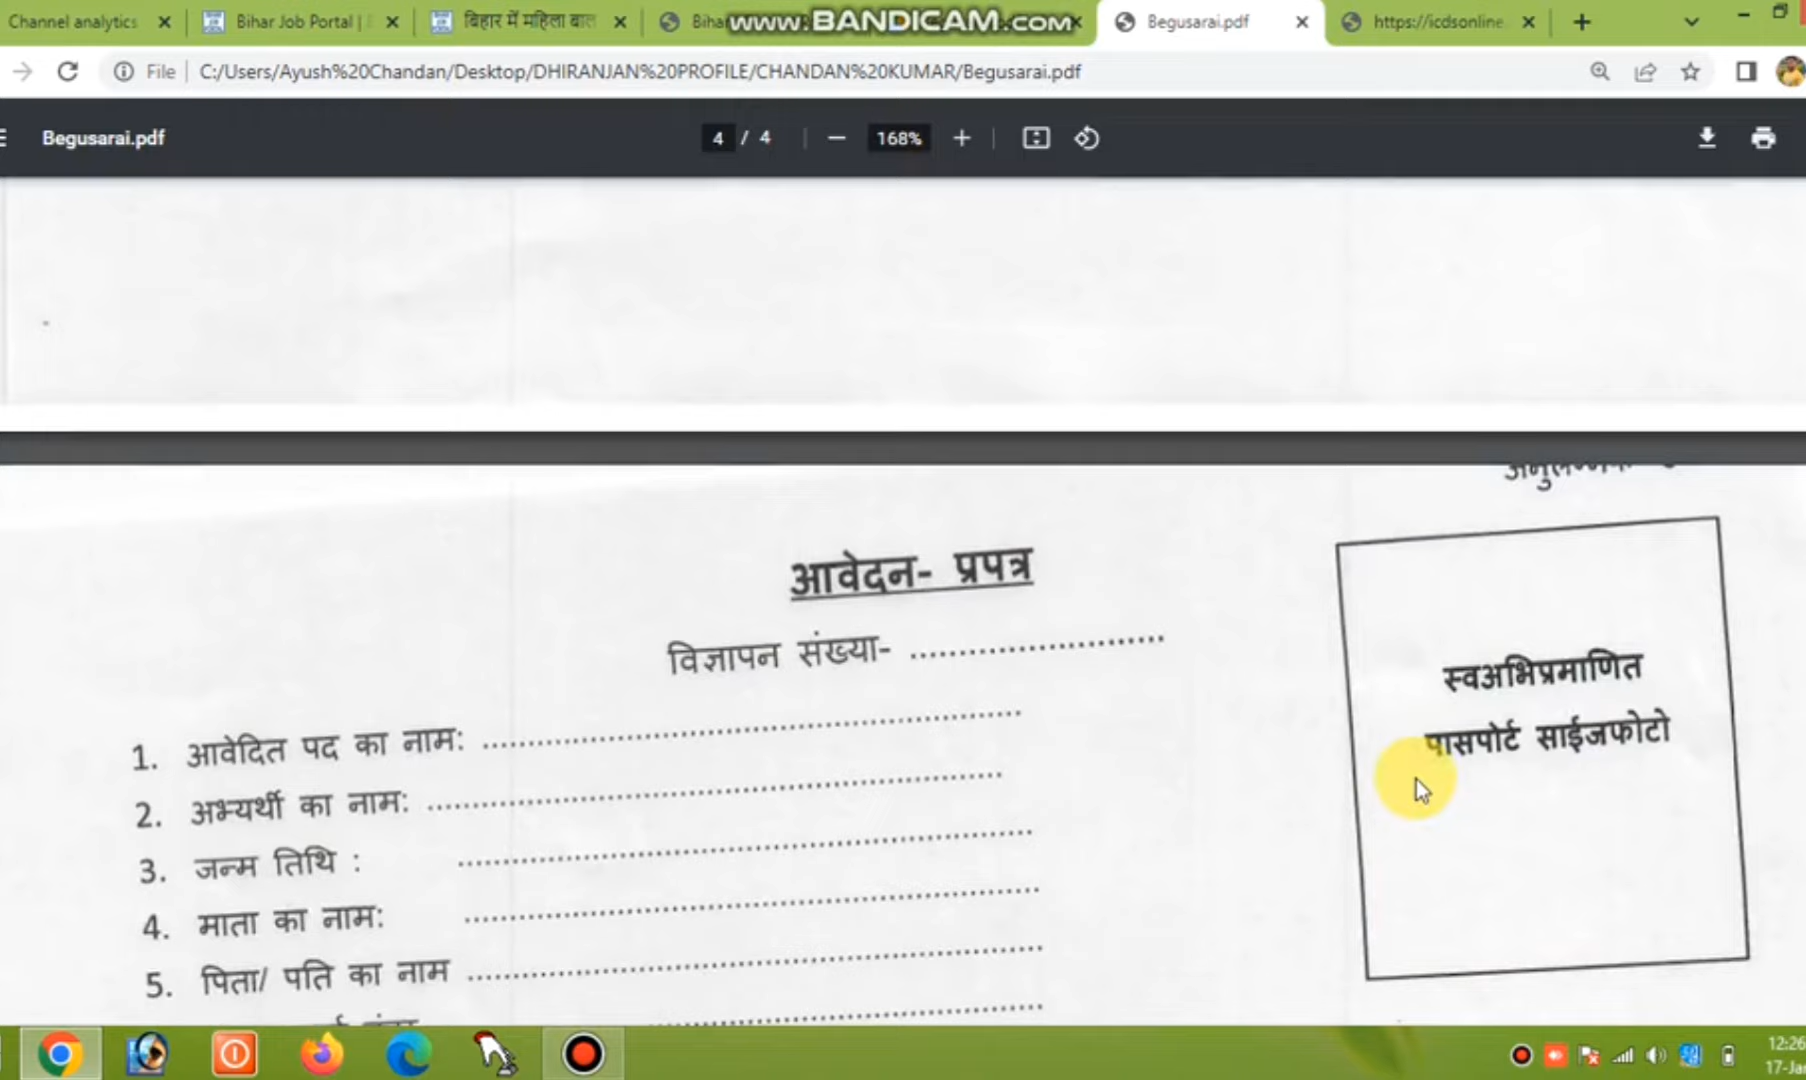 Channel analytics
Bihar Job Portal |
बिहार में महिला बाल
www.BANDICAM.com
Begusarai.pdf
https://icdsonline.
File
C:/Users/Ayush%20Chandan/Desktop/DHIRANJAN%20PROFILE/CHANDAN%20KUMAR/Begusarai.pdf
Begusarai.pdf
4 / 4
168%
आवेदन- प्रपत्र
विज्ञापन संख्या- ........................
स्वअभिप्रमाणित
पासपोर्ट साईजफोटो
1. आवेदित पद का नाम: ........................
2. अभ्यर्थी का नाम: ........................
3. जन्म तिथि : ........................
4. माता का नाम: ........................
5. पिता/ पति का नाम ........................
12:26